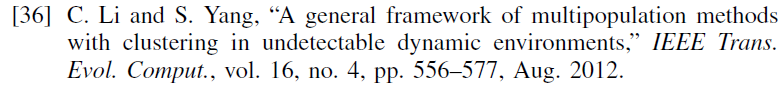 [36] C. Li and S. Yang, “A general framework of multipopulation methods
with clustering in undetectable dynamic environments,” IEEE Trans.
Evol. Comput., vol. 16, no. 4, pp. 556–577, Aug. 2012.